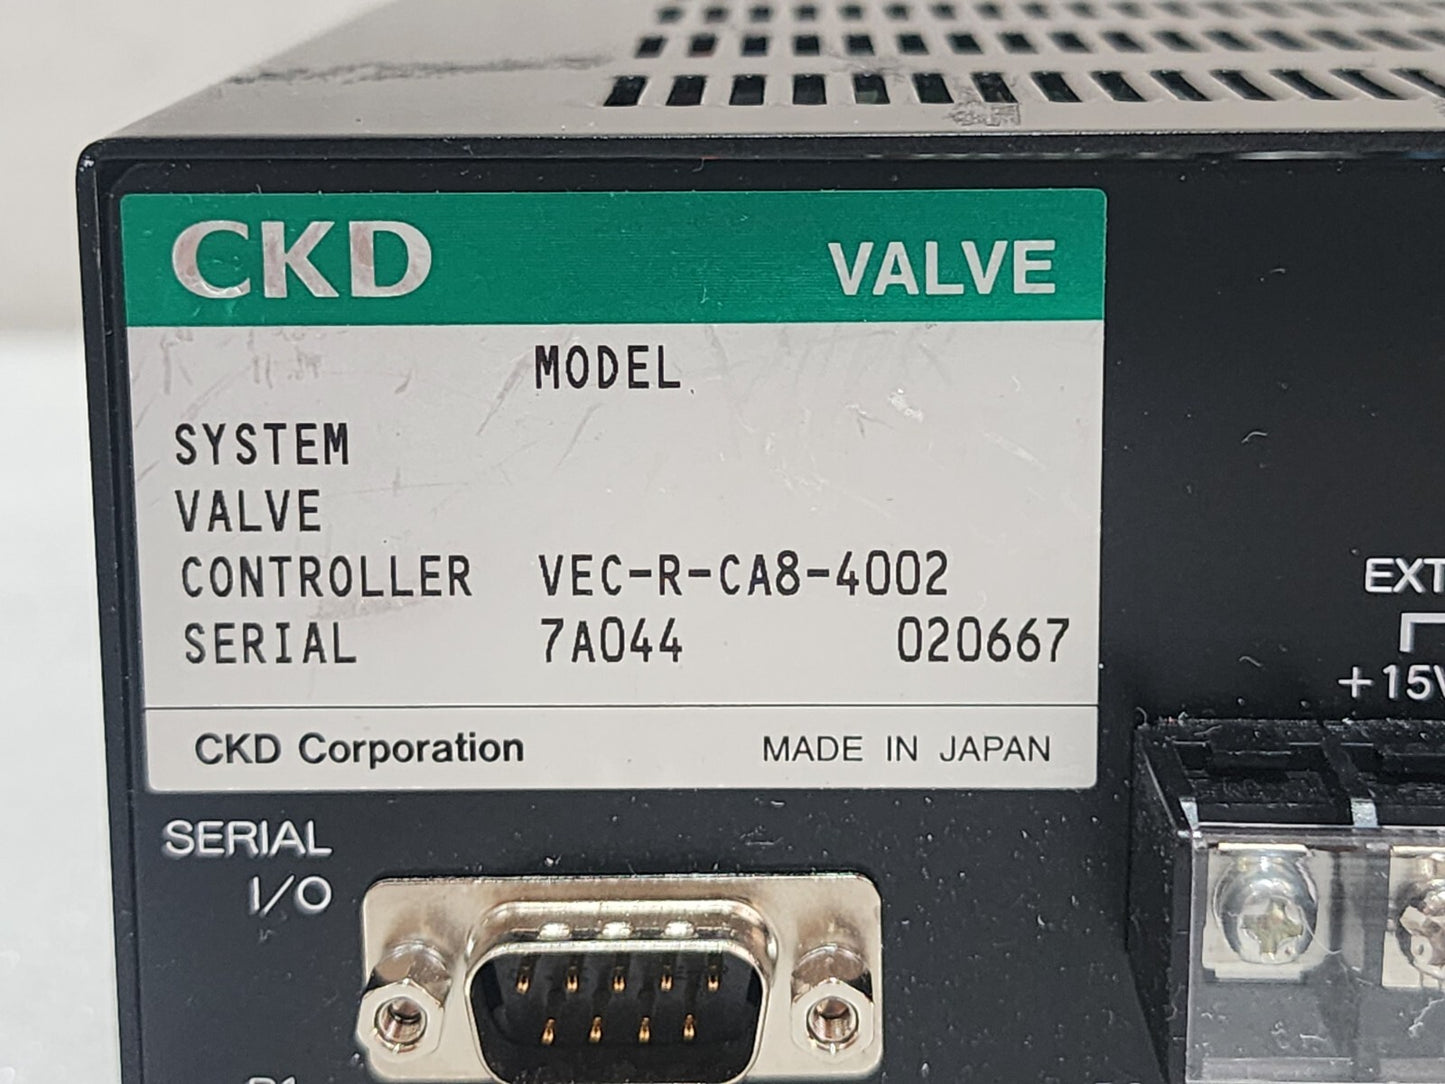 CKD VALVE
MODEL
SYSTEM
VALVE
CONTROLLER VEC-R-CA8-4002
SERIAL 7A044 020667
CKD Corporation MADE IN JAPAN
+15V
SERIAL
I/O